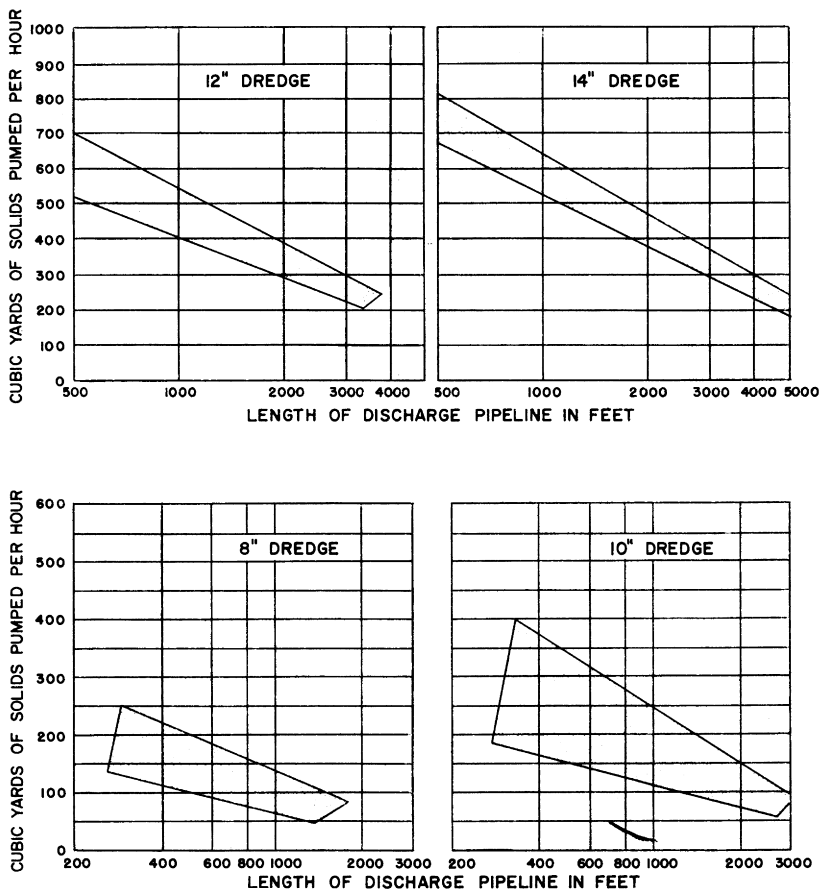 CUBIC YARDS OF SOLIDS PUMPED PER HOUR
1000
900
800
700
600
500
400
300
200
100
0
12" DREDGE
14" DREDGE
500 1000 2000 3000 4000 500 1000 2000 3000 4000 5000
LENGTH OF DISCHARGE PIPELINE IN FEET
CUBIC YARDS OF SOLIDS PUMPED PER HOUR
600
500
400
300
200
100
0
8" DREDGE
10" DREDGE
200 400 600 800 1000 2000 3000 200 400 600 800 1000 2000 3000
LENGTH OF DISCHARGE PIPELINE IN FEET